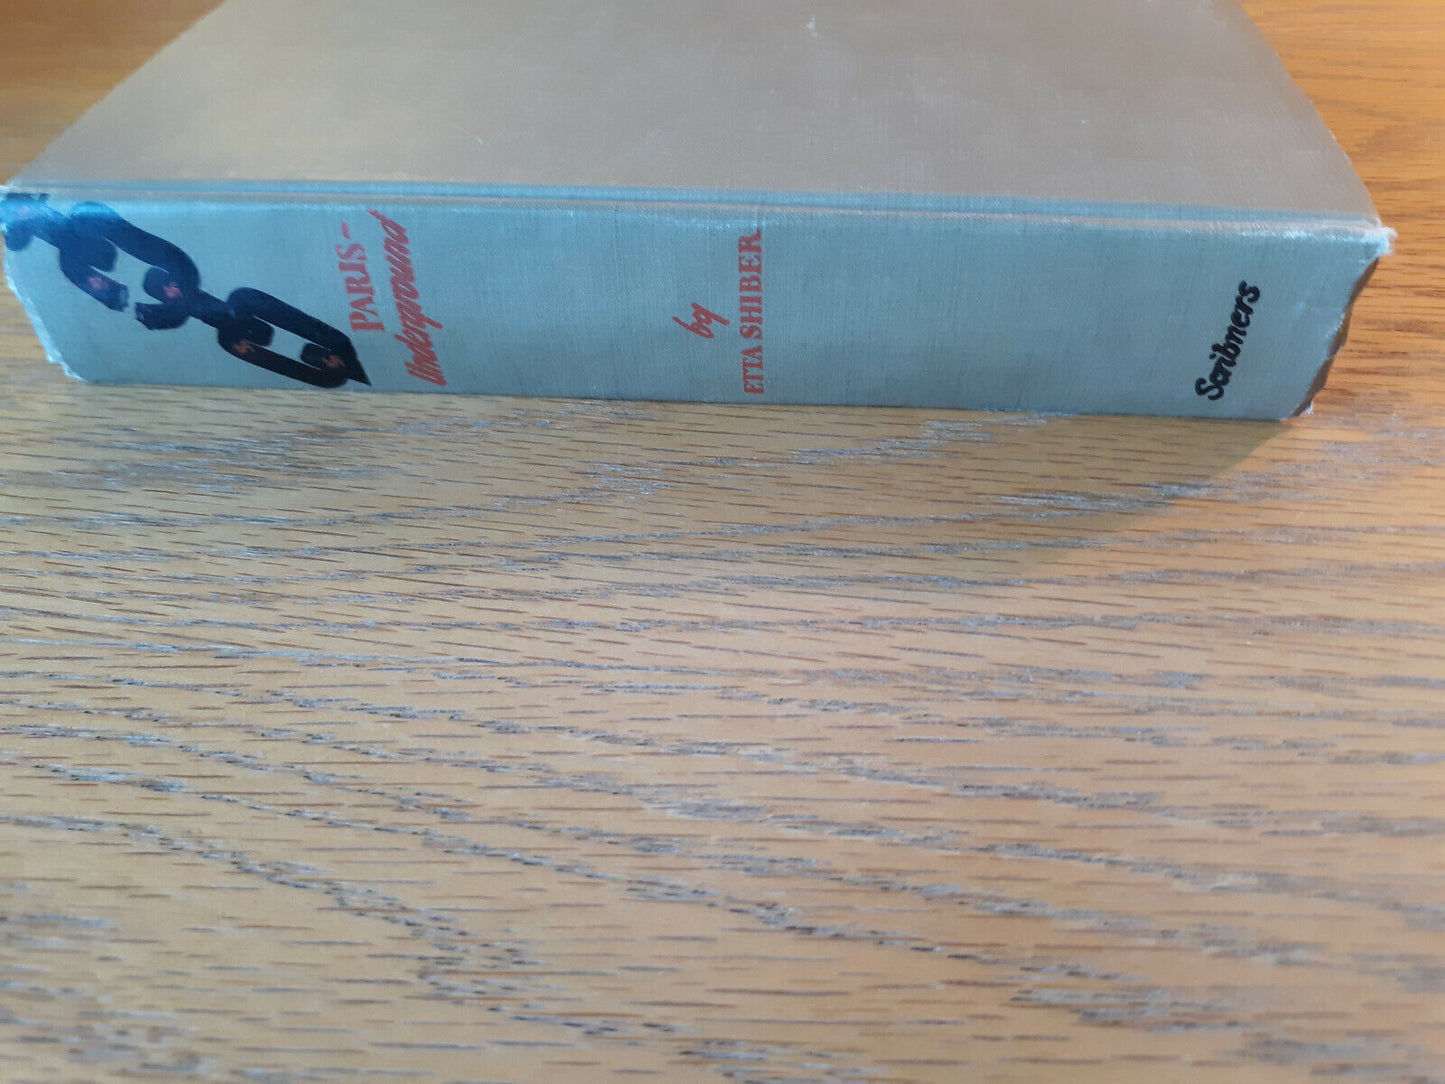 PARIS-
Underground
by
ETTA SHIBER
Scribners